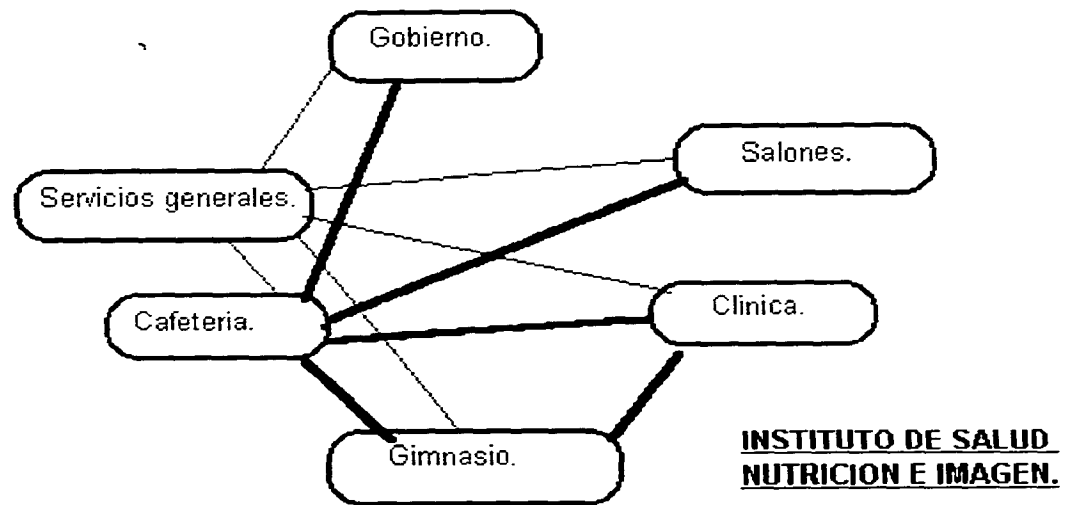 Gobierno.
Salones.
Servicios generales.
Cafeteria.
Clinica.
Gimnasio.
INSTITUTO DE SALUD
NUTRICION E IMAGEN.